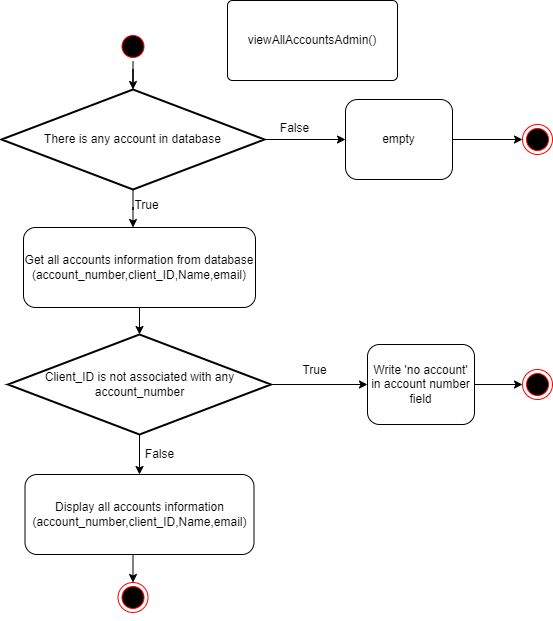 viewAllAccountsAdmin()
False
There is any account in database
empty
True
Get all accounts information from database
(account_number,client_ID,Name,email)
True
Client_ID is not associated with any
account_number
Write 'no account'
in account number
field
False
Display all accounts information
(account_number,client_ID,Name,email)